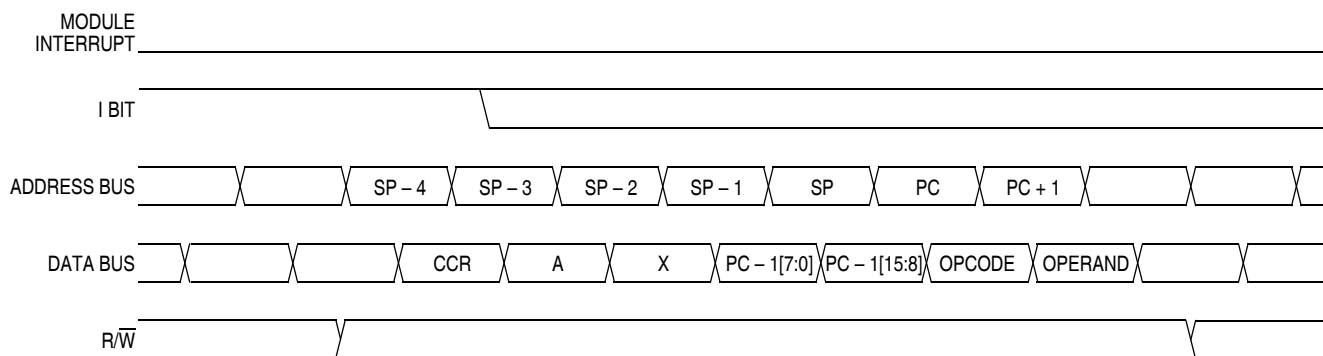 MODULE
INTERRUPT
I BIT
ADDRESS BUS SP – 4 SP – 3 SP – 2 SP – 1 SP PC PC + 1
DATA BUS CCR A X PC – 1[7:0] PC – 1[15:8] OPCODE OPERAND
R/W̅